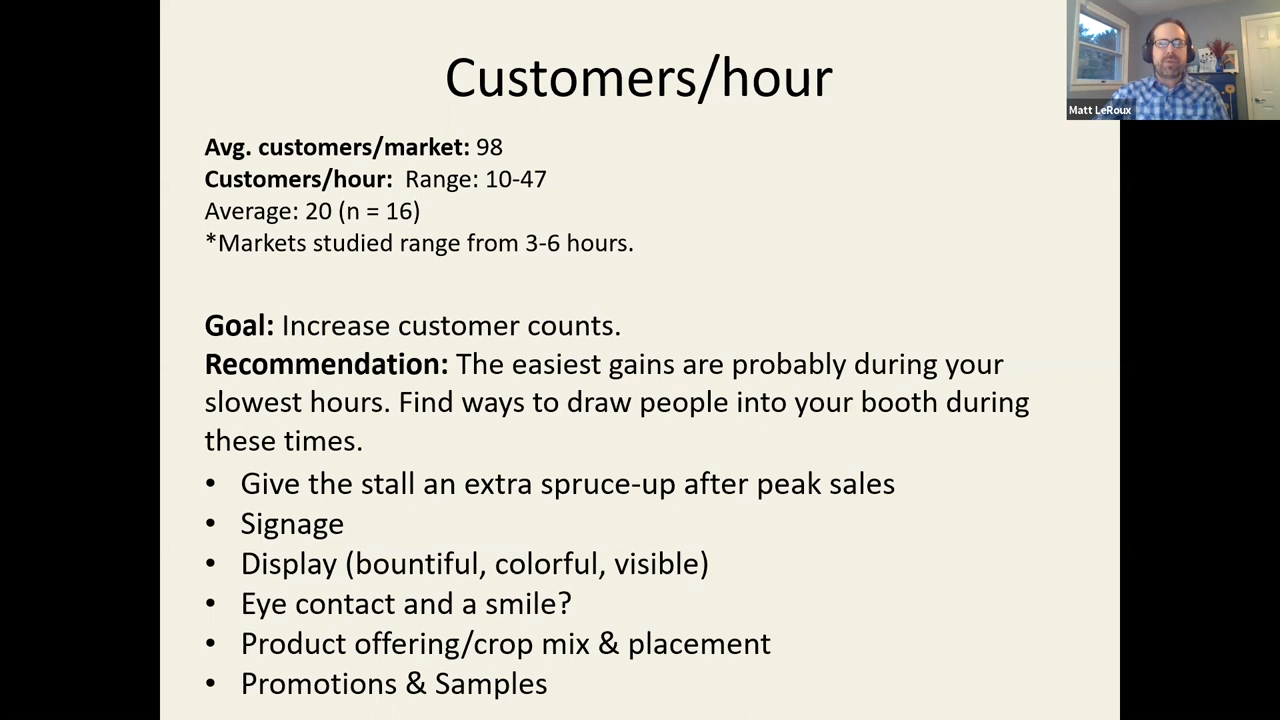 Customers/hour
Matt LeRoux
Avg. customers/market: 98
Customers/hour:  Range: 10-47
Average: 20 (n = 16)
*Markets studied range from 3-6 hours.
Goal: Increase customer counts.
Recommendation: The easiest gains are probably during your
slowest hours. Find ways to draw people into your booth during
these times.
• Give the stall an extra spruce-up after peak sales
• Signage
• Display (bountiful, colorful, visible)
• Eye contact and a smile?
• Product offering/crop mix & placement
• Promotions & Samples